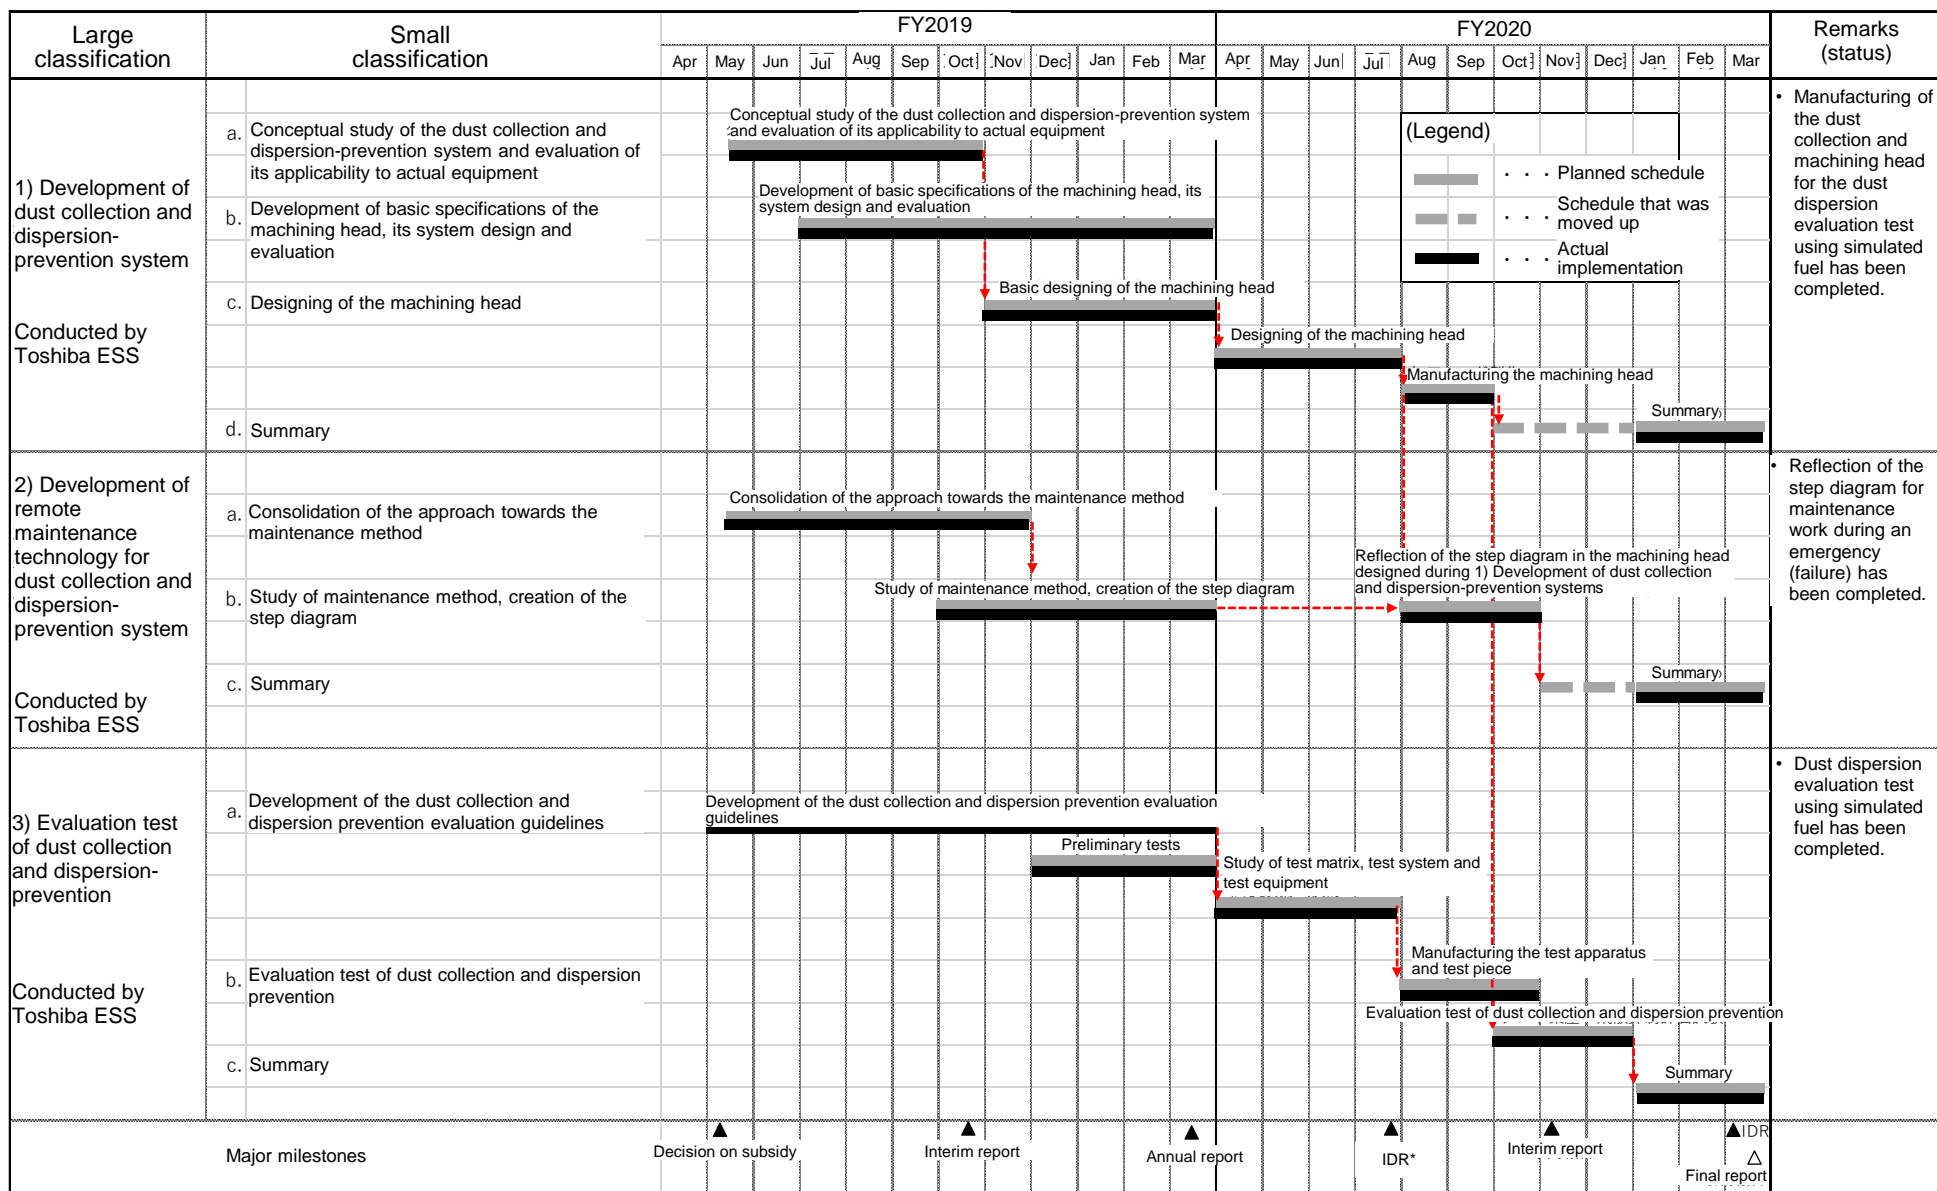 Large
classification
Small
classification
FY2019
FY2020
Remarks
(status)
Apr May Jun Jul Aug Sep Oct Nov Dec Jan Feb Mar Apr May Jun Jul Aug Sep Oct Nov Dec Jan Feb Mar
1) Development of
dust collection and
dispersion-
prevention system
Conducted by
Toshiba ESS
a. Conceptual study of the dust collection and
dispersion-prevention system and evaluation of
its applicability to actual equipment
b. Development of basic specifications of the
machining head, its system design and
evaluation
c. Designing of the machining head
d. Summary
Conceptual study of the dust collection and dispersion-prevention system
and evaluation of its applicability to actual equipment
Development of basic specifications of the machining head, its
system design and evaluation
Basic designing of the machining head
Designing of the machining head
Manufacturing the machining head
Summary
(Legend)
・・・Planned schedule
・・・Schedule that was
moved up
・・・Actual
implementation
• Manufacturing of
the dust
collection and
machining head
for the dust
dispersion
evaluation test
using simulated
fuel has been
completed.
2) Development of
remote
maintenance
technology for
dust collection and
dispersion-
prevention system
Conducted by
Toshiba ESS
a. Consolidation of the approach towards the
maintenance method
b. Study of maintenance method, creation of the
step diagram
c. Summary
Consolidation of the approach towards the maintenance method
Study of maintenance method, creation of the step diagram
Reflection of the step diagram in the machining head
designed during 1) Development of dust collection
and dispersion-prevention systems
Summary
• Reflection of the
step diagram for
maintenance
work during an
emergency
(failure) has
been completed.
3) Evaluation test
of dust collection
and dispersion-
prevention
Conducted by
Toshiba ESS
a. Development of the dust collection and
dispersion prevention evaluation guidelines
b. Evaluation test of dust collection and dispersion
prevention
c. Summary
Development of the dust collection and dispersion prevention evaluation
guidelines
Preliminary tests
Study of test matrix, test system and
test equipment
Manufacturing the test apparatus
and test piece
Evaluation test of dust collection and dispersion prevention
Summary
• Dust dispersion
evaluation test
using simulated
fuel has been
completed.
Major milestones
▲ ▲ ▲ ▲ ▲ ▲IDR
Decision on subsidy Interim report Annual report IDR* Interim report
△
Final report